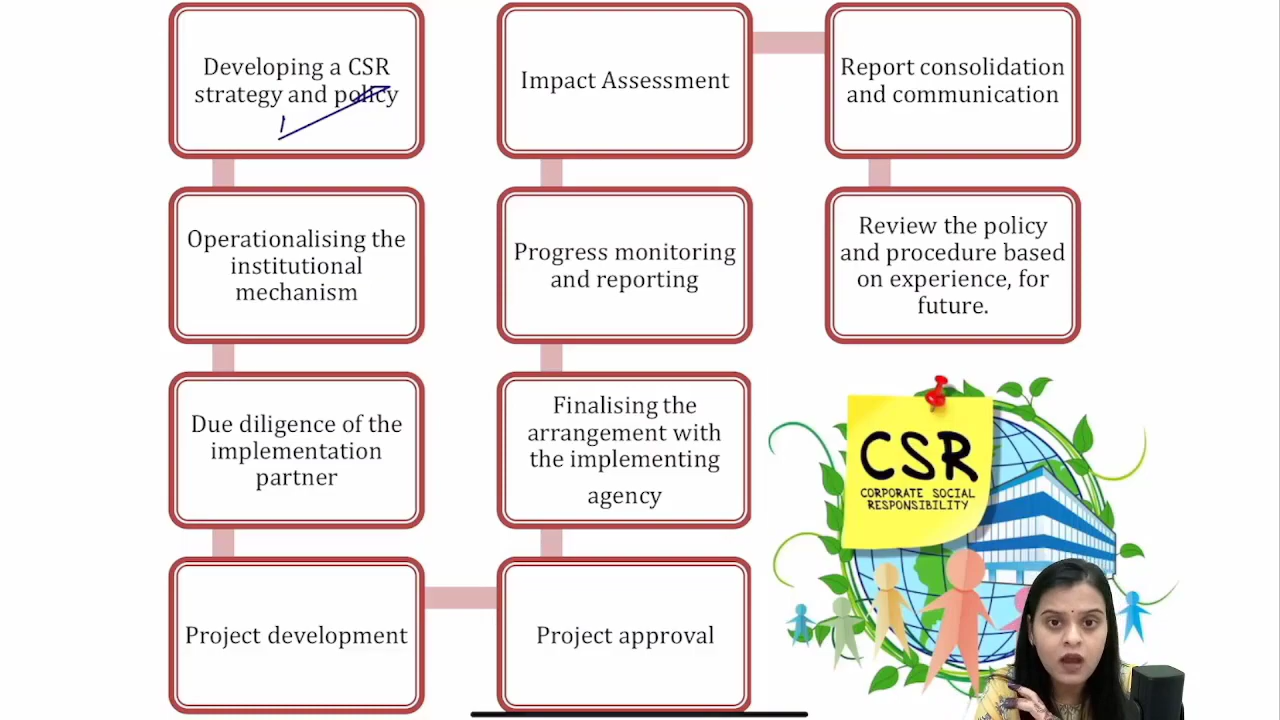 Developing a CSR
strategy and policy
Operationalising the
institutional
mechanism
Due diligence of the
implementation
partner
Project development
Project approval
Finalising the
arrangement with
the implementing
agency
Progress monitoring
and reporting
Impact Assessment
Report consolidation
and communication
Review the policy
and procedure based
on experience, for
future.
CSR
CORPORATE SOCIAL
RESPONSIBILITY